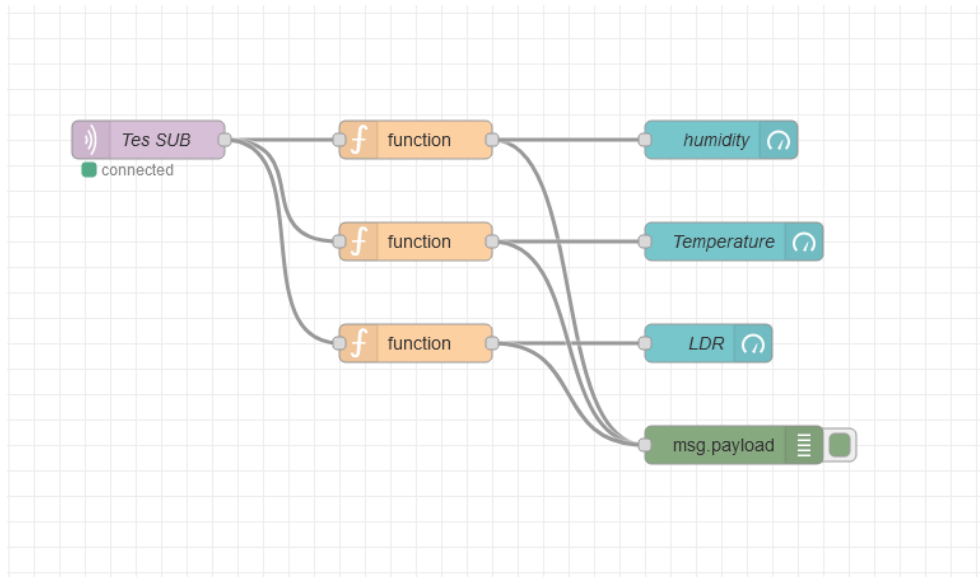 Tes SUB
function
humidity
connected
function
Temperature
function
LDR
msg.payload